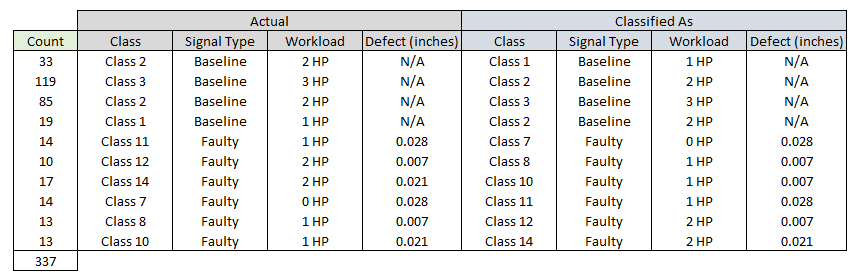 Actual Classified As
Count Class Signal Type Workload Defect (inches) Class Signal Type Workload Defect (inches)
33 Class 2 Baseline 2 HP N/A Class 1 Baseline 1 HP N/A
119 Class 3 Baseline 3 HP N/A Class 2 Baseline 2 HP N/A
85 Class 2 Baseline 2 HP N/A Class 3 Baseline 3 HP N/A
19 Class 1 Baseline 1 HP N/A Class 2 Baseline 2 HP N/A
14 Class 11 Faulty 1 HP 0.028 Class 7 Faulty 0 HP 0.028
10 Class 12 Faulty 2 HP 0.007 Class 8 Faulty 1 HP 0.007
17 Class 14 Faulty 2 HP 0.021 Class 10 Faulty 1 HP 0.007
14 Class 7 Faulty 0 HP 0.028 Class 11 Faulty 1 HP 0.028
13 Class 8 Faulty 1 HP 0.007 Class 12 Faulty 2 HP 0.007
13 Class 10 Faulty 1 HP 0.021 Class 14 Faulty 2 HP 0.021
337